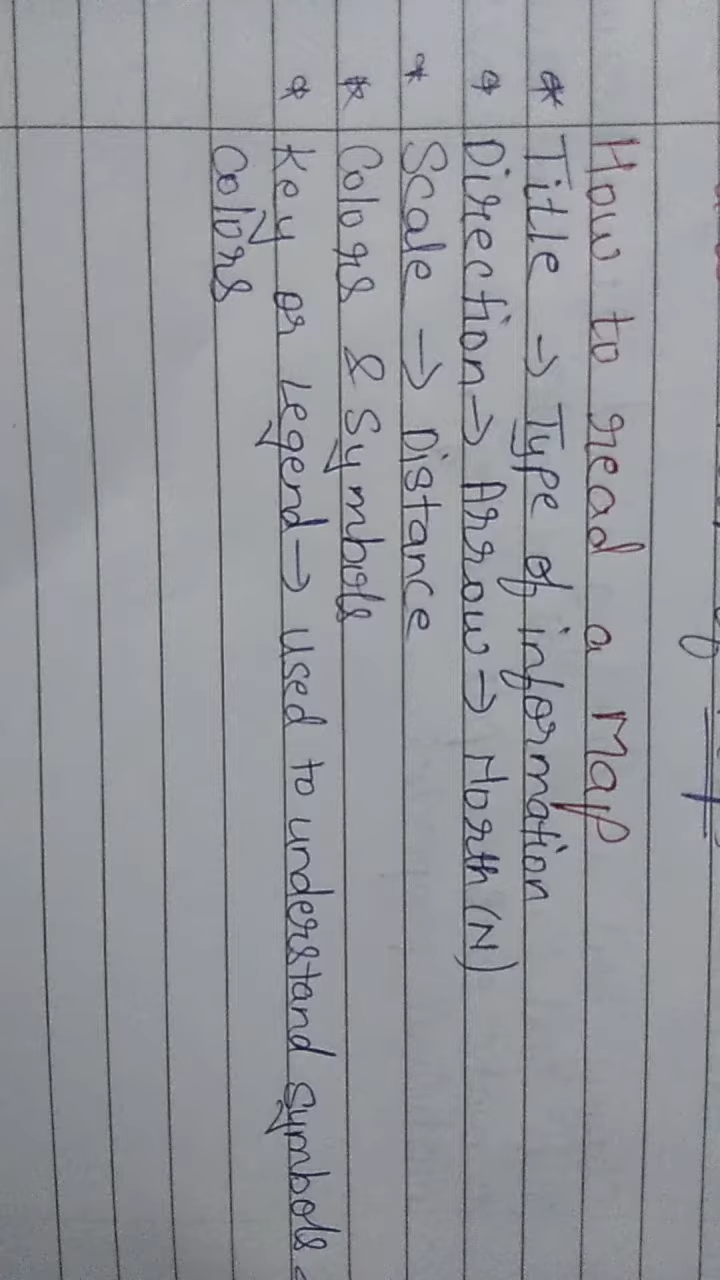 How to read a Map
* Title → Type of information
* Direction → Arrow → North (N)
* Scale → Distance
* Colors & Symbols
* Key or Legend → used to understand symbols
Colors